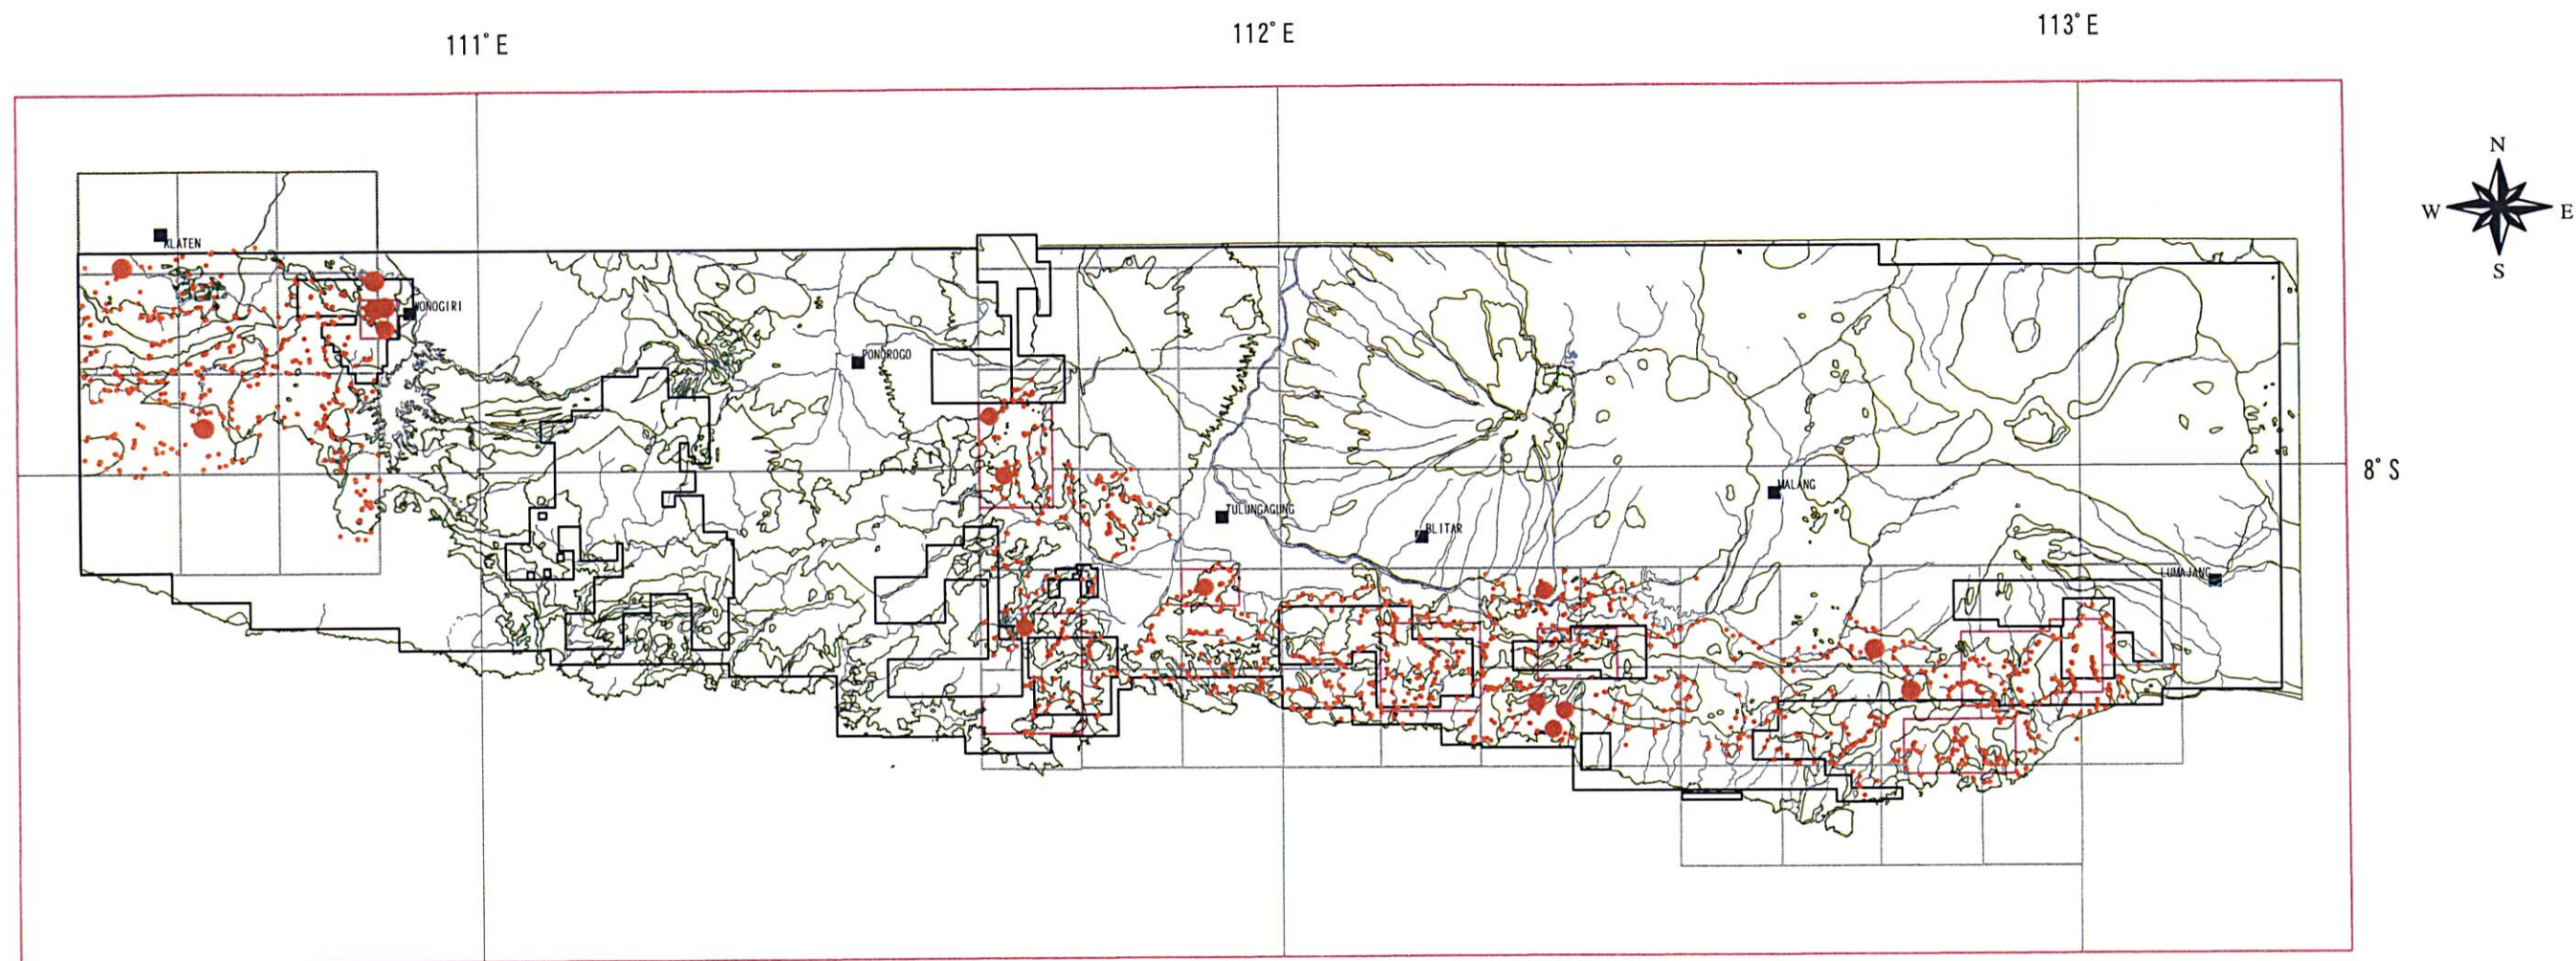 111°E
112°E
113°E
N
W E
S
KLATEN
WONOGIRI
PONOROGO
8°S
MALANG
TULUNGAGUNG
BLITAR
LUMAJANG